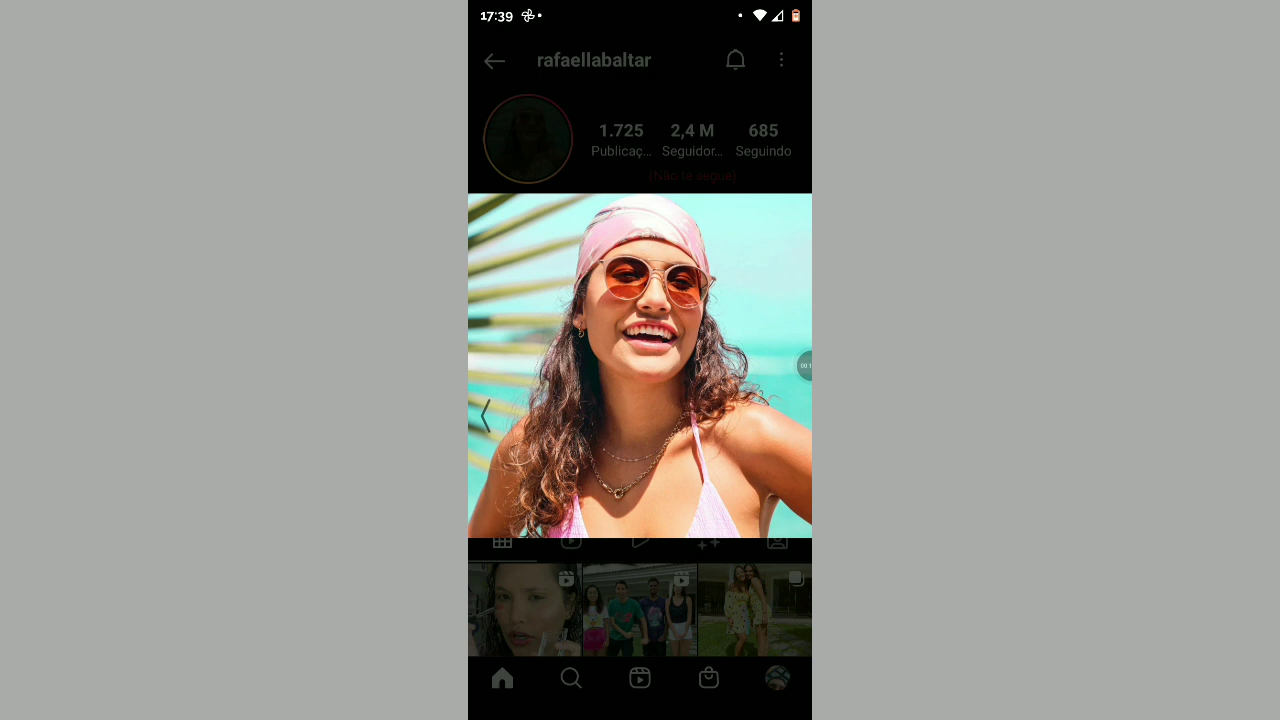 17:39
rafaellabaltar
1.725 2,4 M 685
Publicaç... Seguidor... Seguindo
(Não te segue)